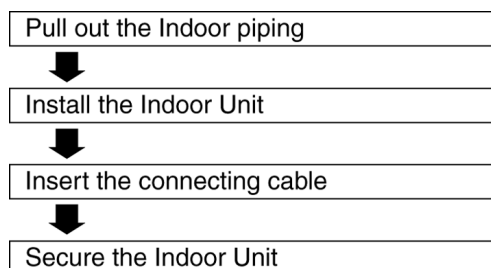 Pull out the Indoor piping
Install the Indoor Unit
Insert the connecting cable
Secure the Indoor Unit